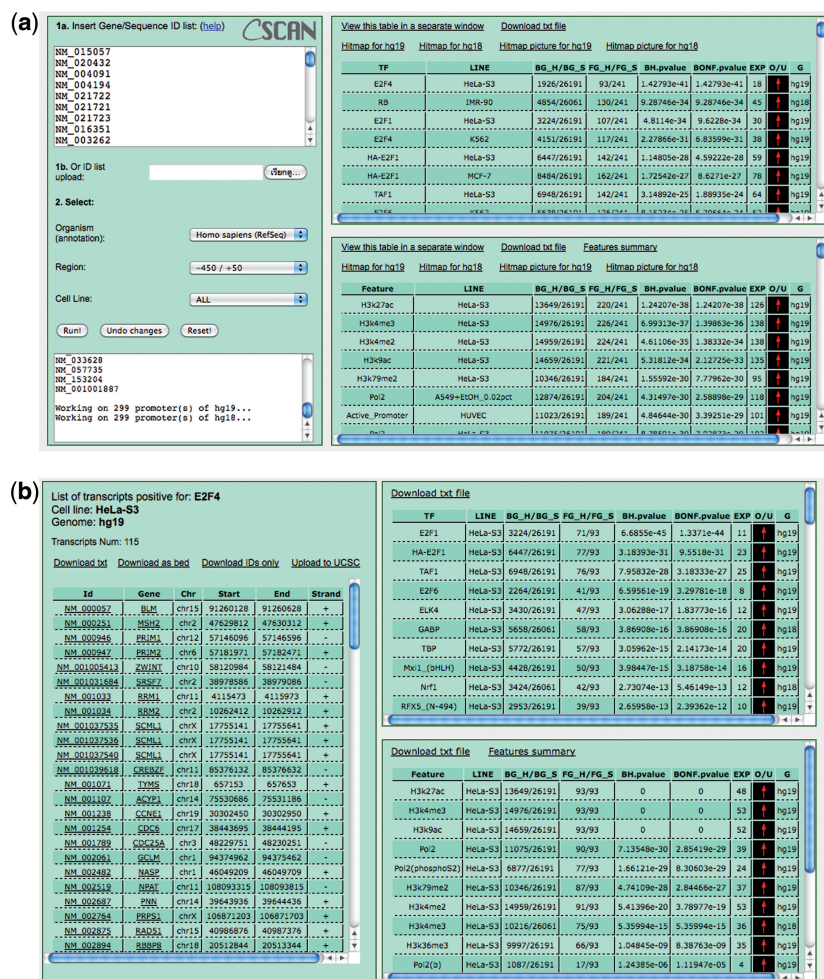 (a)
1a. Insert Gene/Sequence ID list: (help)
CSCAN
NM_015057
NM_020432
NM_004091
NM_004194
NM_021722
NM_021721
NM_021723
NM_016351
NM_003262
1b. Or ID list
upload:
เรียกดู...
2. Select:
Organism
(annotation):
Homo sapiens (RefSeq)
Region:
-450 / +50
Cell Line:
ALL
Run! Undo changes Reset!
NM_033628
NM_057735
NM_153204
NM_001001887
Working on 299 promoter(s) of hg19...
Working on 299 promoter(s) of hg18...
View this table in a separate window Download txt file
Hitmap for hg19 Hitmap for hg18 Hitmap picture for hg19 Hitmap picture for hg18
TF LINE BG_H/BG_S FG_H/FG_S BH.pvalue BONF.pvalue EXP O/U G
E2F4 HeLa-S3 1926/26191 93/241 1.42793e-41 1.42793e-41 18 hg19
RB IMR-90 4854/26061 130/241 9.28746e-34 9.28746e-34 45 hg18
E2F1 HeLa-S3 3224/26191 107/241 4.8114e-34 9.6228e-34 30 hg19
E2F4 K562 4151/26191 117/241 2.27866e-31 6.83599e-31 38 hg19
HA-E2F1 HeLa-S3 6447/26191 142/241 1.14805e-28 4.59222e-28 59 hg19
HA-E2F1 MCF-7 8484/26191 162/241 1.72542e-27 8.6271e-27 78 hg19
TAF1 HeLa-S3 6948/26191 142/241 3.14892e-25 1.88935e-24 64 hg19
View this table in a separate window Download txt file Features summary
Hitmap for hg19 Hitmap for hg18 Hitmap picture for hg19 Hitmap picture for hg18
Feature LINE BG_H/BG_S FG_H/FG_S BH.pvalue BONF.pvalue EXP O/U G
H3k27ac HeLa-S3 13649/26191 220/241 1.24207e-38 1.24207e-38 126 hg19
H3k4me3 HeLa-S3 14976/26191 226/241 6.99313e-37 1.39863e-36 138 hg19
H3k4me2 HeLa-S3 14959/26191 224/241 4.61106e-35 1.38332e-34 138 hg19
H3k9ac HeLa-S3 14659/26191 221/241 5.31812e-34 2.12725e-33 135 hg19
H3k79me2 HeLa-S3 10346/26191 184/241 1.55592e-30 7.77962e-30 95 hg19
Pol2 A549+EtOH_0.02pct 12874/26191 204/241 4.31497e-30 2.58898e-29 118 hg19
Active_Promoter HUVEC 11023/26191 189/241 4.84644e-30 3.39251e-29 101 hg19
(b)
List of transcripts positive for: E2F4
Cell line: HeLa-S3
Genome: hg19
Transcripts Num: 115
Download txt Download as bed Download IDs only Upload to UCSC
Id Gene Chr Start End Strand
NM_000057 BLM chr15 91260128 91260628 +
NM_000251 MSH2 chr2 47629812 47630312 +
NM_000946 PRIM1 chr12 57146096 57146596 -
NM_000947 PRIM2 chr6 57181971 57182471 +
NM_001005413 ZWINT chr10 58120984 58121484 -
NM_001031684 SRSF7 chr2 38978586 38979086 -
NM_001033 RRM1 chr11 4115473 4115973 +
NM_001034 RRM2 chr2 10262412 10262912 +
NM_001037535 SCML1 chrX 17755141 17755641 +
NM_001037536 SCML1 chrX 17755141 17755641 +
NM_001037540 SCML1 chrX 17755141 17755641 +
NM_001039618 CREBZF chr11 85376132 85376632 -
NM_001071 TYMS chr18 657153 657653 +
NM_001107 ACYP1 chr14 75530686 75531186 -
NM_001238 CCNE1 chr19 30302450 30302950 +
NM_001254 CDC6 chr17 38443695 38444195 +
NM_001789 CDC25A chr3 48229751 48230251 -
NM_002061 GCLM chr1 94374962 94375462 -
NM_002482 NASP chr1 46049209 46049709 +
NM_002519 NPAT chr11 108093315 108093815 -
NM_002687 PNN chr14 39643936 39644436 +
NM_002764 PRPS1 chrX 106871203 106871703 +
NM_002875 RAD51 chr15 40986876 40987376 +
NM_002894 RBBP8 chr18 20512844 20513344 +
Download txt file
TF LINE BG_H/BG_S FG_H/FG_S BH.pvalue BONF.pvalue EXP O/U G
E2F1 HeLa-S3 3224/26191 71/93 6.6855e-45 1.3371e-44 11 hg19
HA-E2F1 HeLa-S3 6447/26191 77/93 3.18393e-31 9.5518e-31 23 hg19
TAF1 HeLa-S3 6948/26191 76/93 7.95832e-28 3.18333e-27 25 hg19
E2F6 HeLa-S3 2264/26191 41/93 6.59561e-19 3.29781e-18 8 hg19
ELK4 HeLa-S3 3430/26191 47/93 3.06288e-17 1.83773e-16 12 hg19
GABP HeLa-S3 5658/26061 58/93 3.86908e-16 3.86908e-16 20 hg18
TBP HeLa-S3 5772/26191 57/93 3.05962e-15 2.14173e-14 20 hg19
Mxi1_(bHLH) HeLa-S3 4428/26191 50/93 3.98447e-15 3.18758e-14 16 hg19
Nrf1 HeLa-S3 3424/26061 42/93 2.73074e-13 5.46149e-13 12 hg18
RFX5_(N-494) HeLa-S3 2953/26191 39/93 2.65958e-13 2.39362e-12 10 hg19
Download txt file Features summary
Feature LINE BG_H/BG_S FG_H/FG_S BH.pvalue BONF.pvalue EXP O/U G
H3k27ac HeLa-S3 13649/26191 93/93 0 0 48 hg19
H3k4me3 HeLa-S3 14976/26191 93/93 0 0 53 hg19
H3k9ac HeLa-S3 14659/26191 93/93 0 0 52 hg19
Pol2 HeLa-S3 11075/26191 90/93 7.13548e-30 2.85419e-29 39 hg19
Pol2(phosphoS2) HeLa-S3 6877/26191 77/93 1.66121e-29 8.30603e-29 24 hg19
H3k79me2 HeLa-S3 10346/26191 87/93 4.74109e-28 2.84466e-27 37 hg19
H3k4me2 HeLa-S3 14959/26191 91/93 5.41396e-20 3.78977e-19 53 hg19
H3k4me3 HeLa-S3 10216/26061 75/93 5.35994e-16 5.35994e-15 36 hg18
H3k36me3 HeLa-S3 9997/26191 66/93 1.04845e-09 8.38763e-09 35 hg19
Pol2(b) HeLa-S3 1087/26191 17/93 1.24385e-06 1.11947e-05 4 hg19